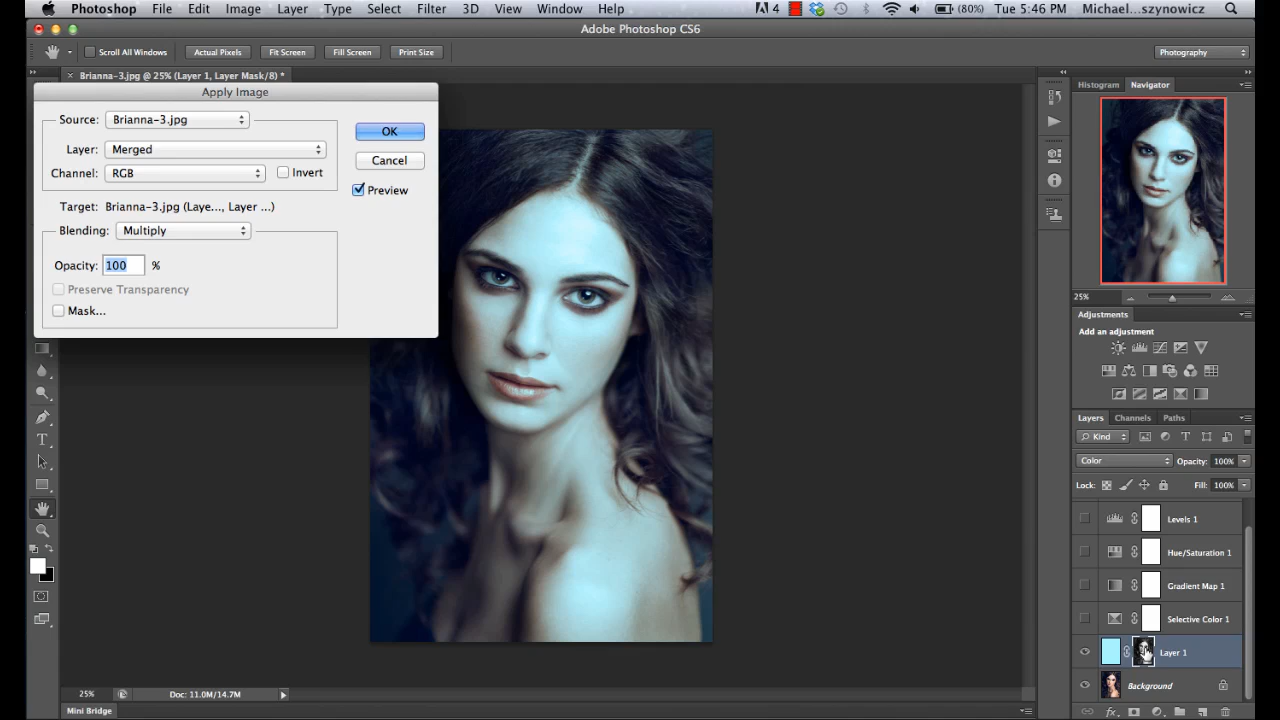 Photoshop File Edit Image Layer Type Select Filter 3D View Window Help 4 (80%) Tue 5:46 PM Michael...szynowicz
Adobe Photoshop CS6
Scroll All Windows Actual Pixels Fit Screen Fill Screen Print Size Photography
× Brianna-3.jpg @ 25% (Layer 1, Layer Mask/8) *
Apply Image
Source: Brianna-3.jpg
OK
Layer: Merged
Cancel
Channel: RGB Invert
Preview
Target: Brianna-3.jpg (Laye..., Layer ...)
Blending: Multiply
Opacity: 100 %
Preserve Transparency
Mask...
T
Histogram Navigator
25%
Adjustments
Add an adjustment
Layers Channels Paths
Kind T
Color Opacity: 100%
Lock: Fill: 100%
Levels 1
Hue/Saturation 1
Gradient Map 1
Selective Color 1
Layer 1
Background
fx
25% Doc: 11.0M/14.7M
Mini Bridge